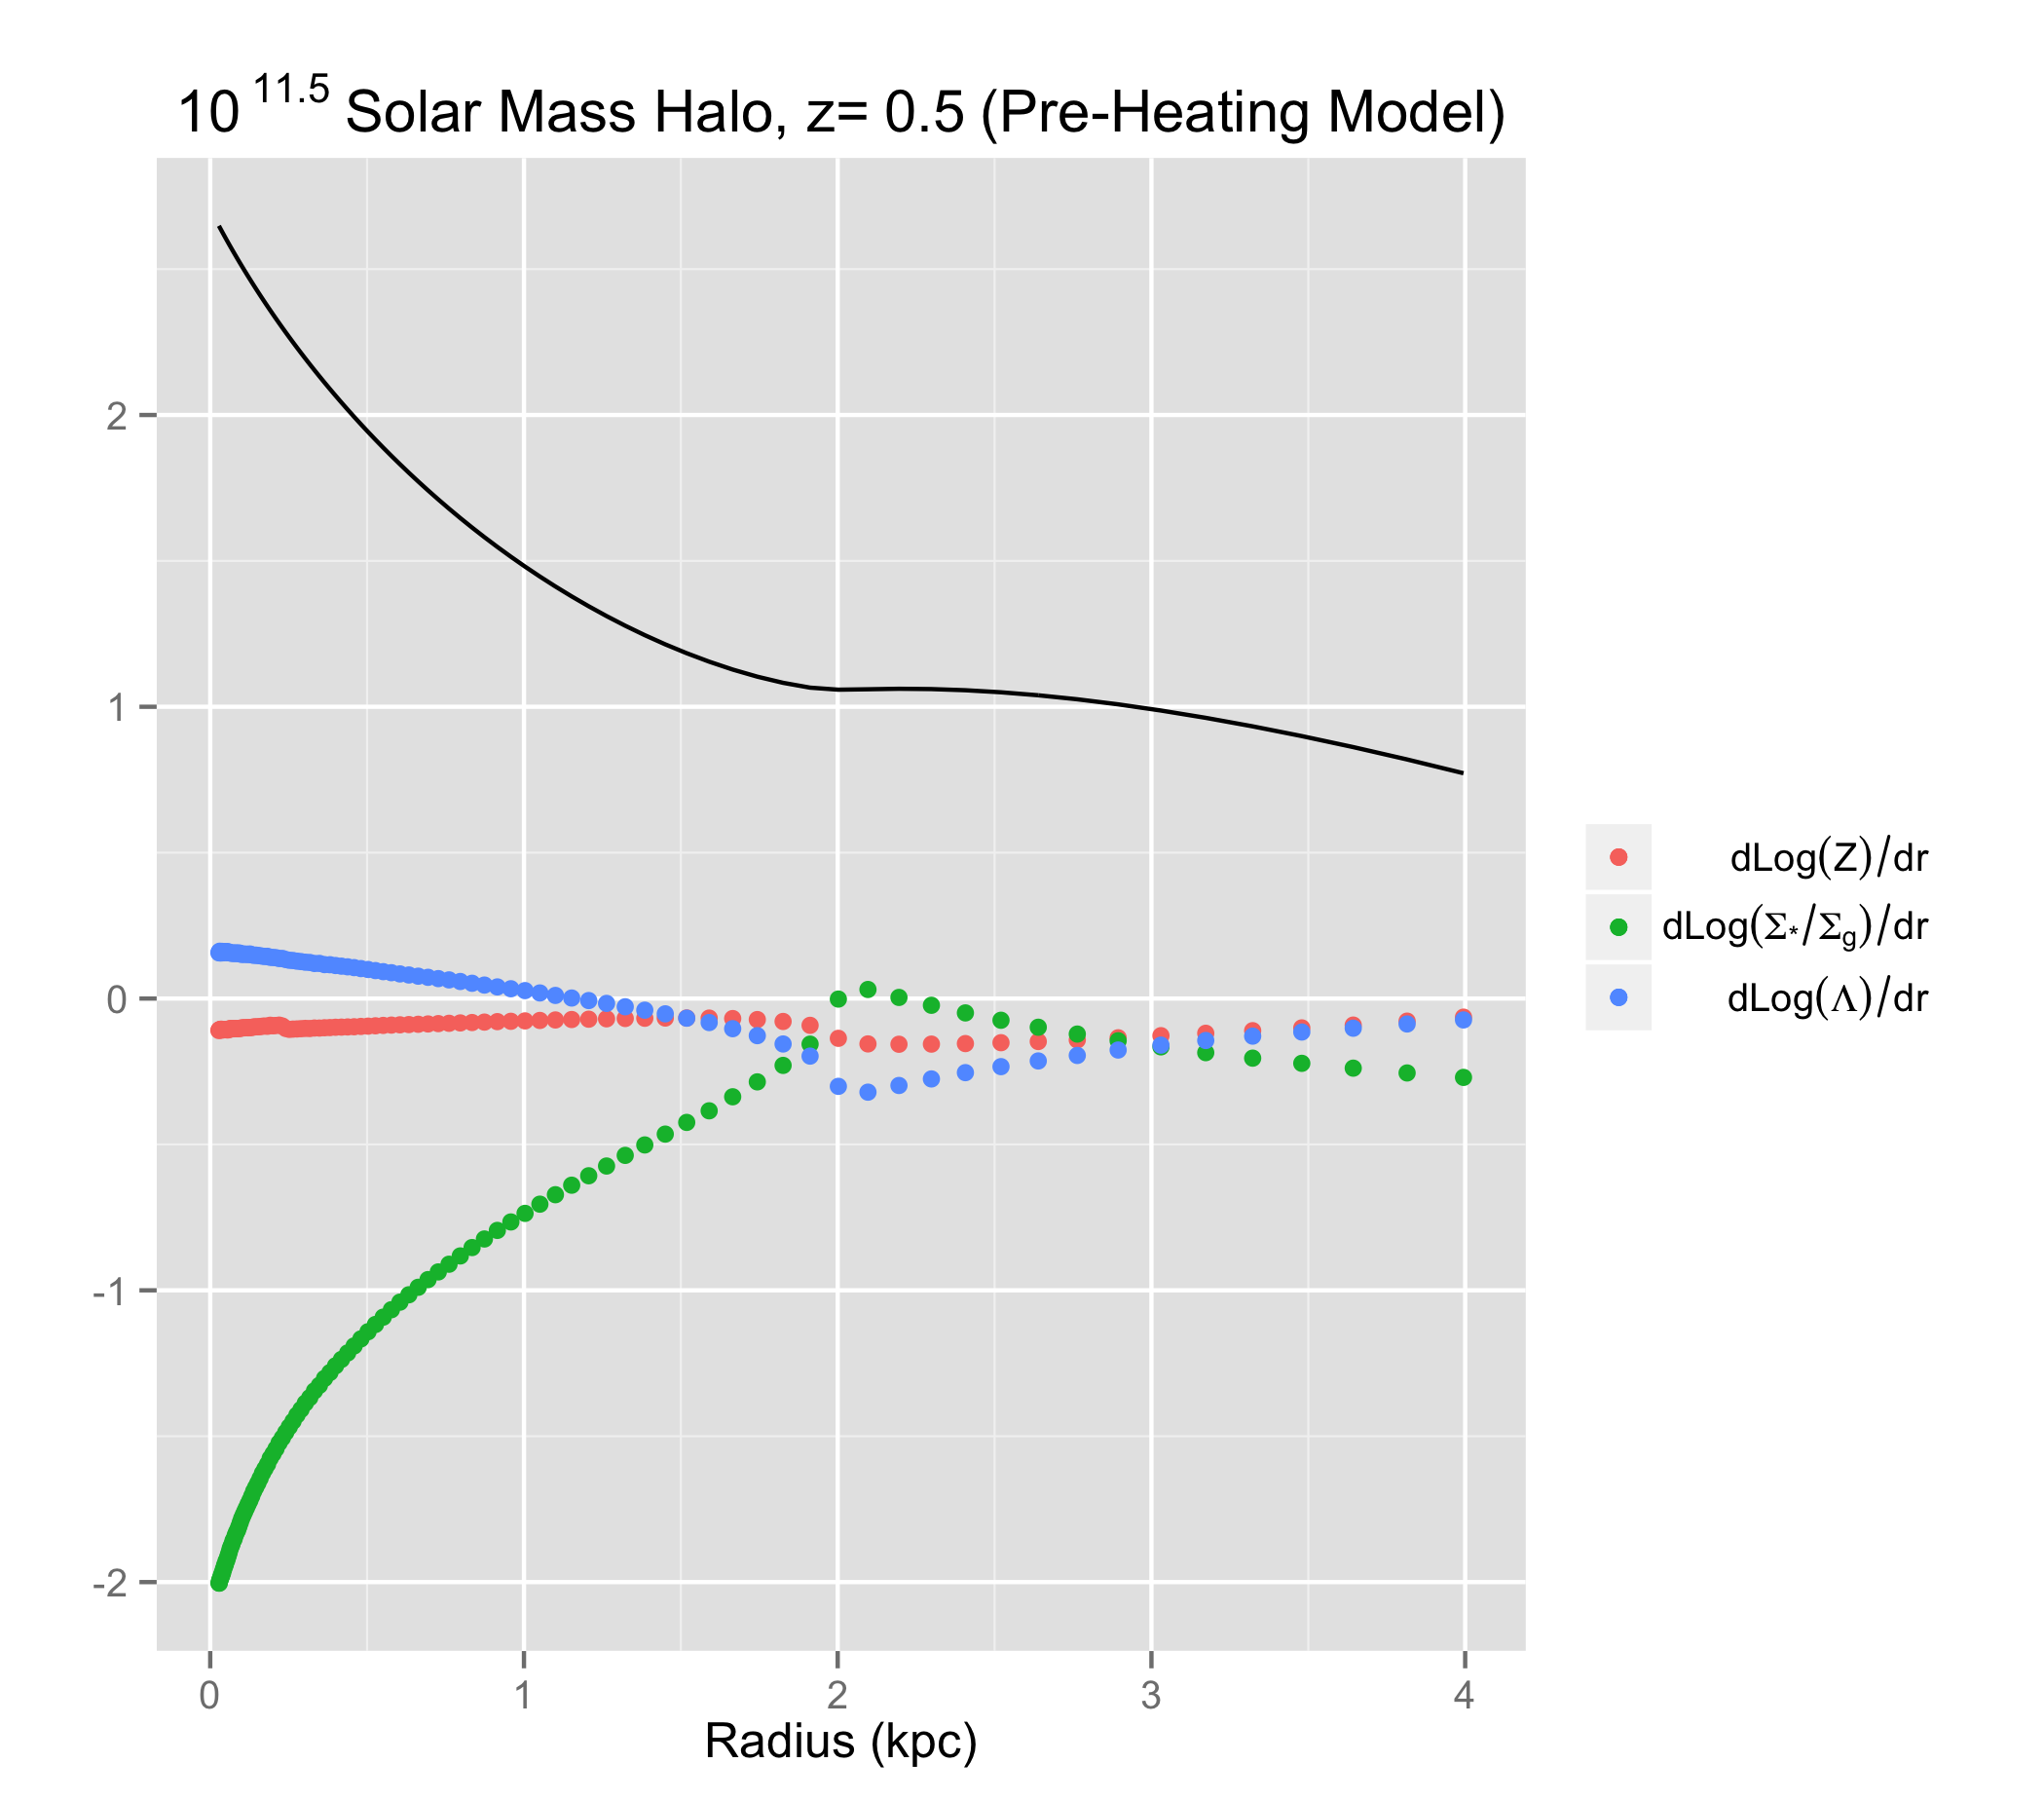 10^11.5 Solar Mass Halo, z= 0.5 (Pre-Heating Model)
2
1
0
-1
-2
0 1 2 3 4
Radius (kpc)
dLog(Z)/dr
dLog(Σ*/Σg)/dr
dLog(Λ)/dr